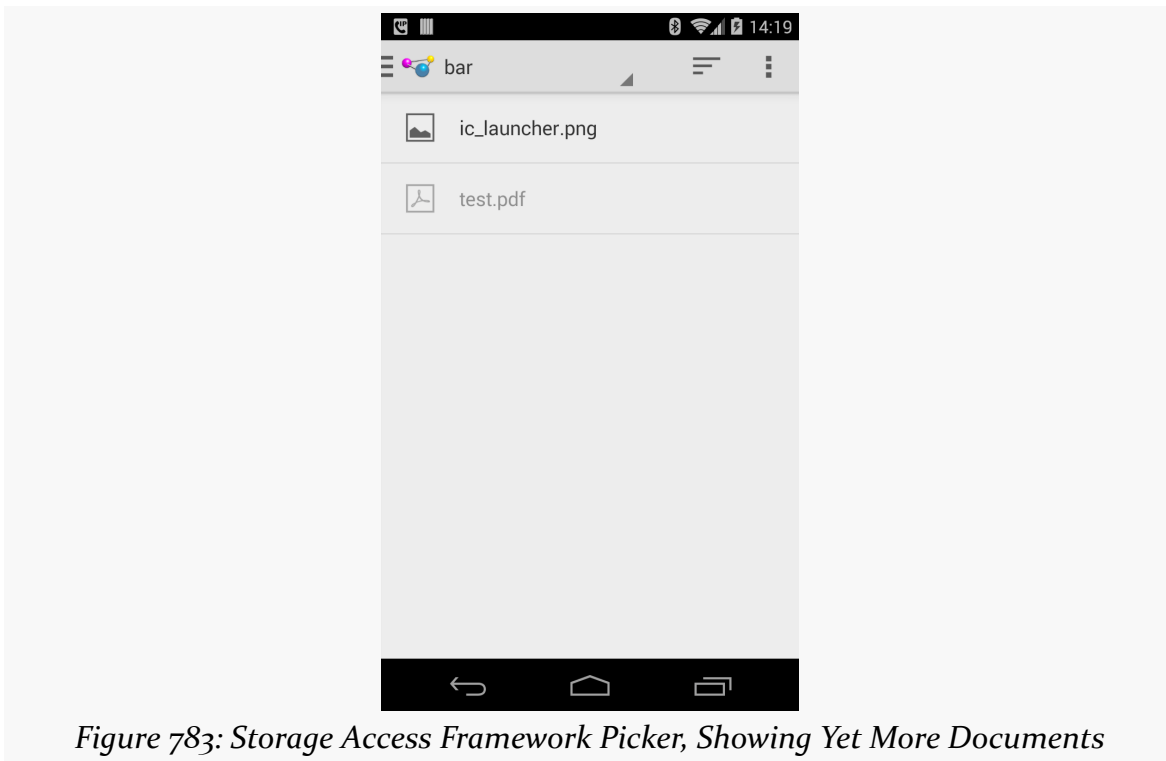 14:19
bar
ic_launcher.png
test.pdf
Figure 783: Storage Access Framework Picker, Showing Yet More Documents